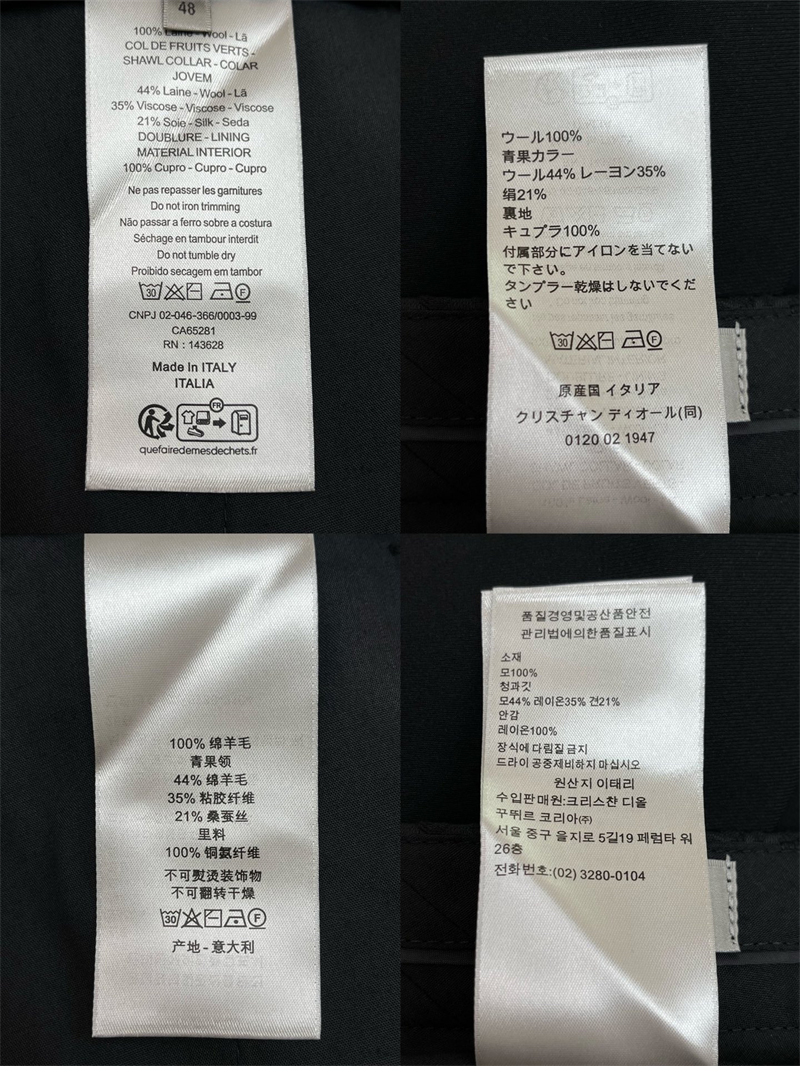 48
100% Laine - Wool - Lã
COL DE FRUITS VERTS -
SHAWL COLLAR - COLAR
JOVEM
44% Laine - Wool - Lã
35% Viscose - Viscose - Viscose
21% Soie - Silk - Seda
DOUBLURE - LINING
MATERIAL INTERIOR
100% Cupro - Cupro - Cupro
Ne pas repasser les garnitures
Do not iron trimming
Não passar a ferro sobre a costura
Séchage en tambour interdit
Do not tumble dry
Proibido secagem em tambor
30 F
CNPJ 02-046-366/0003-99
CA65281
RN : 143628
Made In ITALY
ITALIA
FR
quefairedemesdechets.fr
ウール100%
青果カラー
ウール44% レーヨン35%
絹21%
裏地
キュプラ100%
付属部分にアイロンを当てない
で下さい。
タンブラー乾燥はしないでくだ
さい
30 F
原産国 イタリア
クリスチャン ディオール(同)
0120 02 1947
100% 绵羊毛
青果领
44% 绵羊毛
35% 粘胶纤维
21% 桑蚕丝
里料
100% 铜氨纤维
不可熨烫装饰物
不可翻转干燥
30 F
产地 - 意大利
품질경영및공산품안전
관리법에의한품질표시
소재
모100%
청과깃
모44% 레이온35% 견21%
안감
레이온100%
장식에 다림질 금지
드라이 공중제비하지 마십시오
원산지 이태리
수입판매원:크리스챤 디올
꾸뛰르 코리아㈜
서울 중구 을지로 5길19 페럼타 워
26층
전화번호:(02) 3280-0104